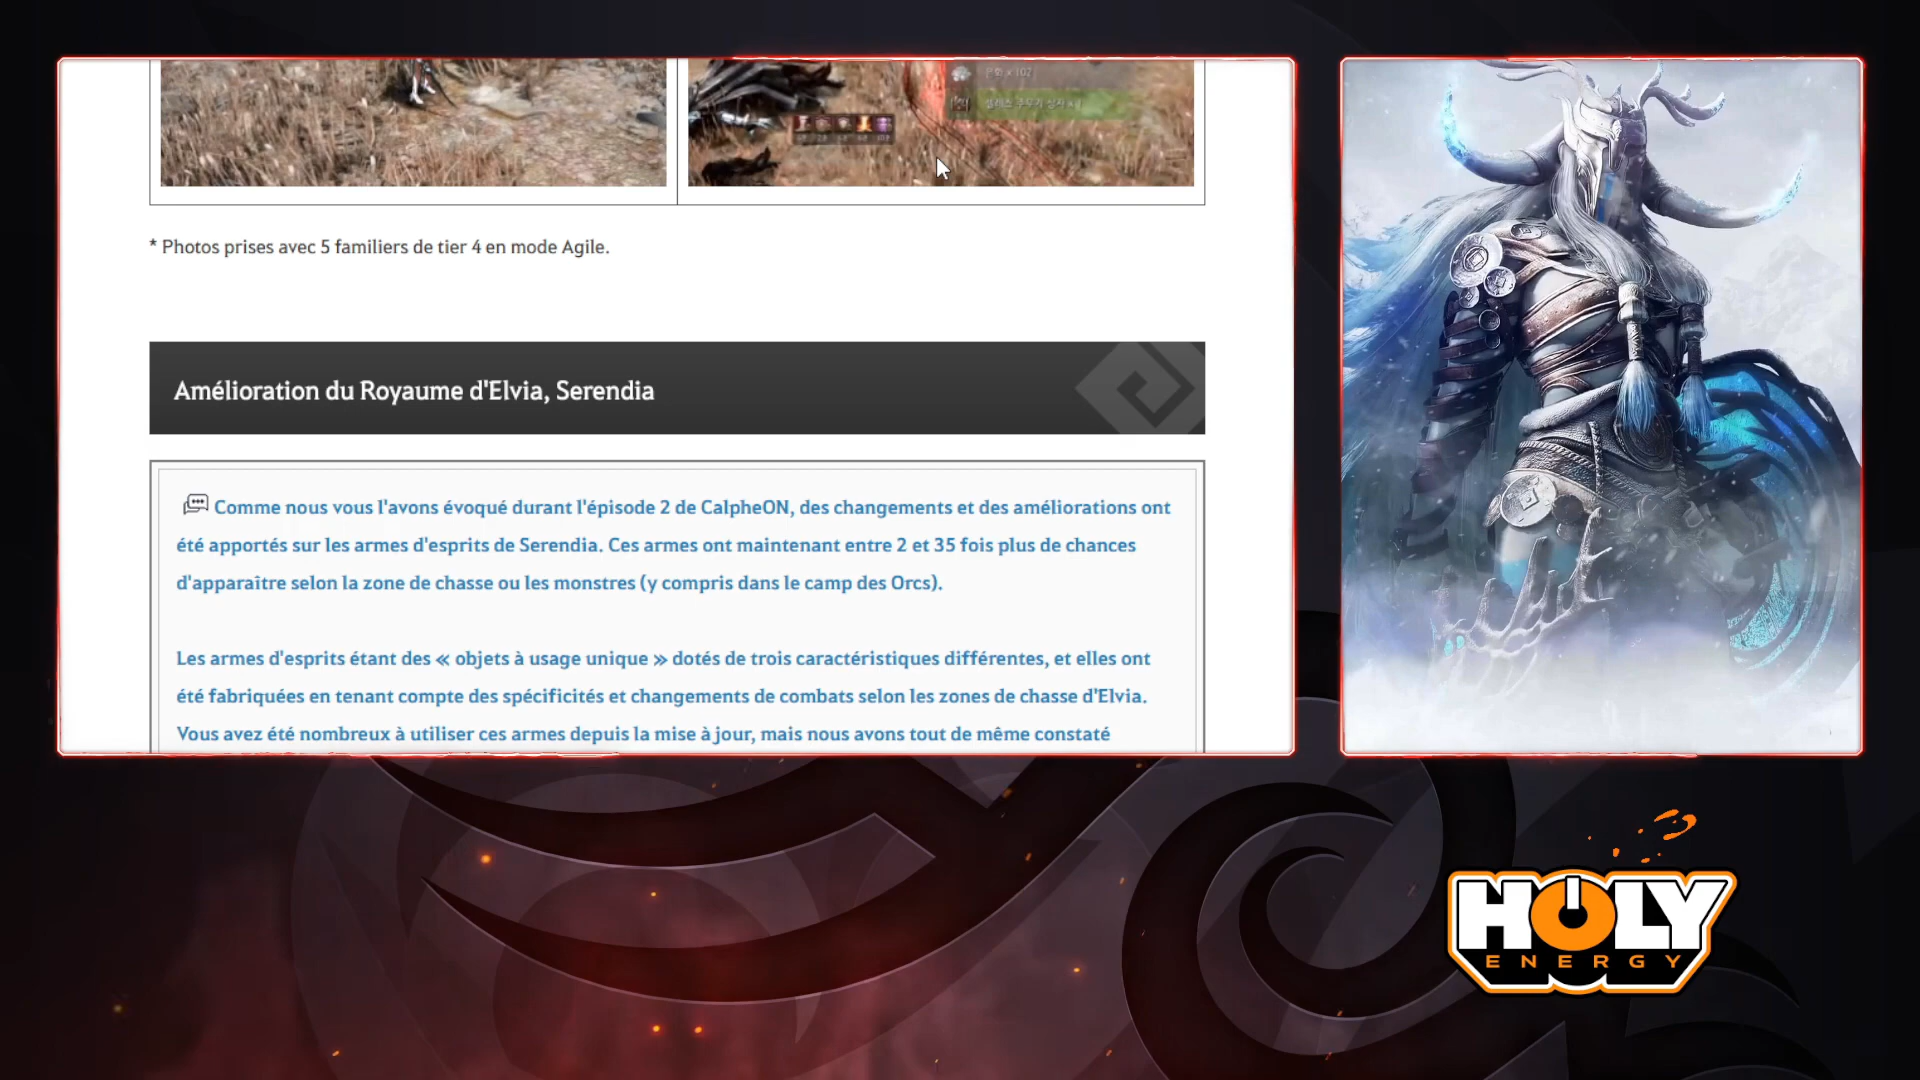 * Photos prises avec 5 familiers de tier 4 en mode Agile.
Amélioration du Royaume d'Elvia, Serendia
Comme nous vous l'avons évoqué durant l'épisode 2 de CalpheON, des changements et des améliorations ont
été apportés sur les armes d'esprits de Serendia. Ces armes ont maintenant entre 2 et 35 fois plus de chances
d'apparaître selon la zone de chasse ou les monstres (y compris dans le camp des Orcs).
Les armes d'esprits étant des « objets à usage unique » dotés de trois caractéristiques différentes, et elles ont
été fabriquées en tenant compte des spécificités et changements de combats selon les zones de chasse d'Elvia.
Vous avez été nombreux à utiliser ces armes depuis la mise à jour, mais nous avons tout de même constaté
HOLY
ENERGY